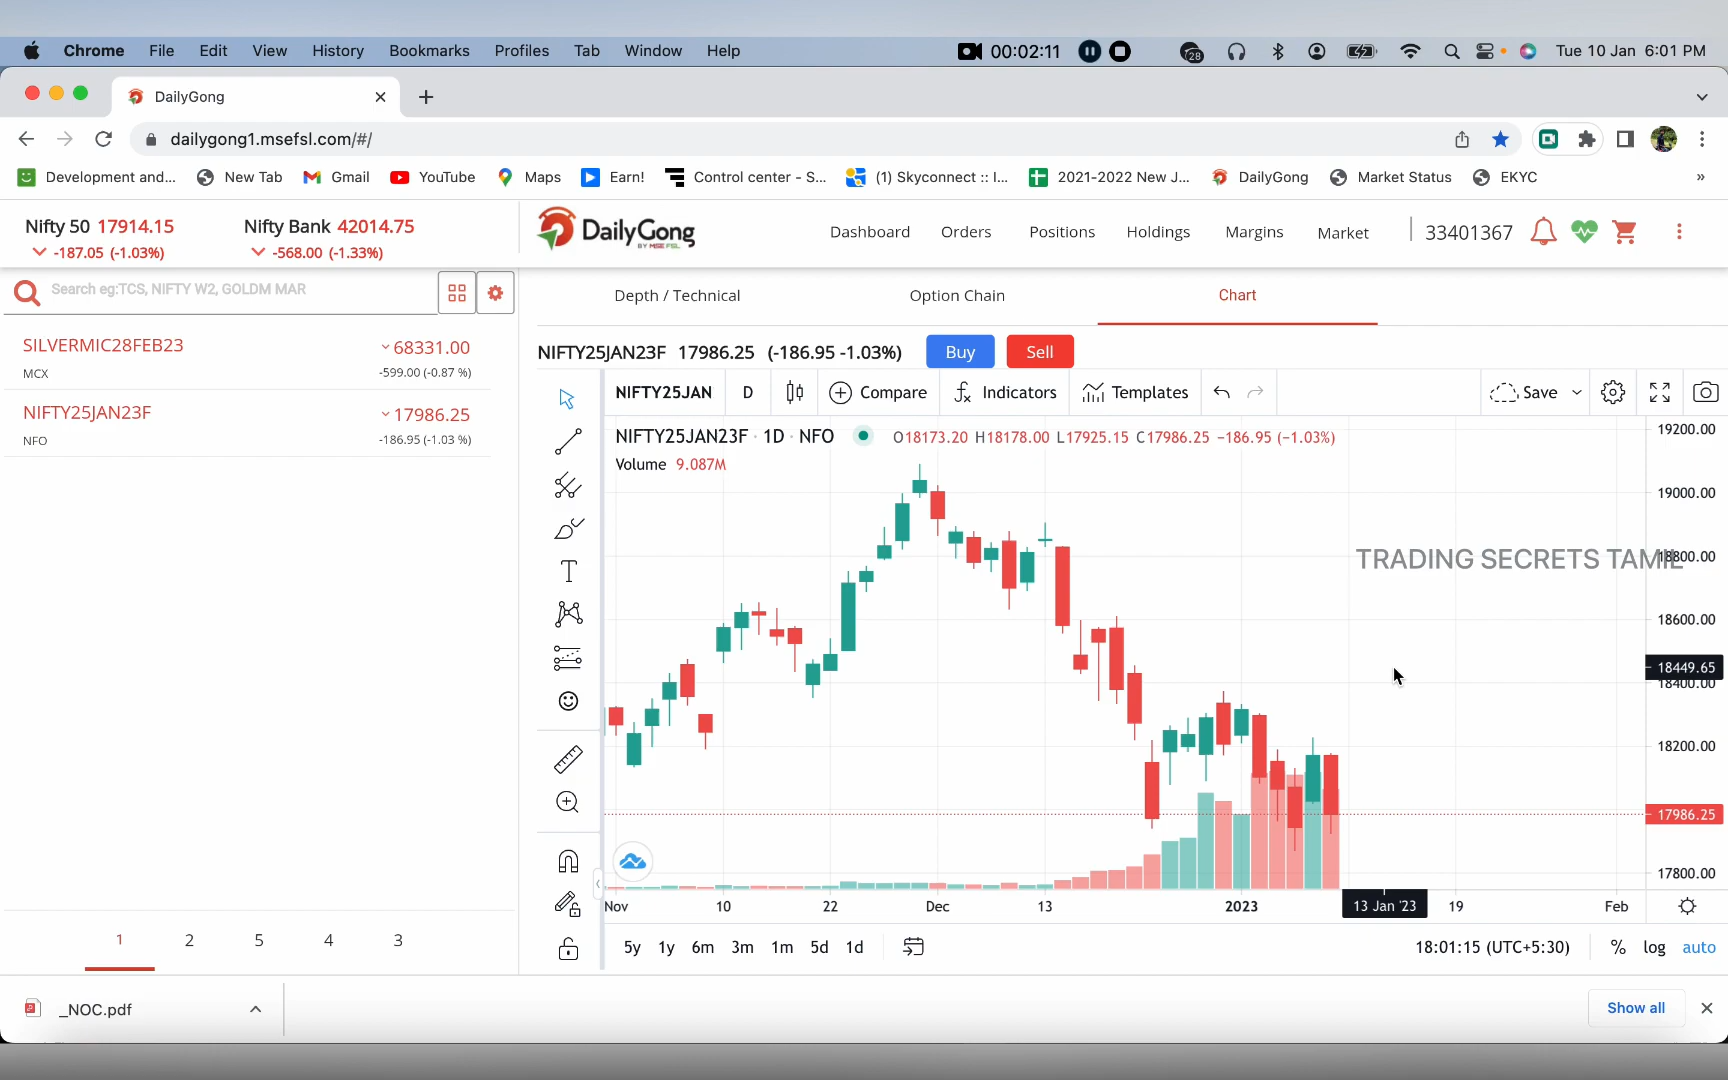 Chrome File Edit View History Bookmarks Profiles Tab Window Help 00:02:11 28 Tue 10 Jan 6:01 PM
DailyGong
dailygong1.msefsl.com/#/
Development and... New Tab Gmail YouTube Maps Earn! Control center - S... (1) Skyconnect :: I... 2021-2022 New J... DailyGong Market Status EKYC »
Nifty 50 17914.15 Nifty Bank 42014.75
-187.05 (-1.03%) -568.00 (-1.33%)
DailyGong
BY MSE FSL
Dashboard Orders Positions Holdings Margins Market 33401367
Search eg:TCS, NIFTY W2, GOLDM MAR
Depth / Technical Option Chain Chart
SILVERMIC28FEB23 68331.00
MCX -599.00 (-0.87 %)
NIFTY25JAN23F 17986.25
NFO -186.95 (-1.03 %)
NIFTY25JAN23F 17986.25 (-186.95 -1.03%) Buy Sell
NIFTY25JAN D Compare Indicators Templates Save
NIFTY25JAN23F · 1D · NFO O18173.20 H18178.00 L17925.15 C17986.25 −186.95 (−1.03%)
Volume 9.087M
19200.00
19000.00
TRADING SECRETS TAMIL
18800.00
18600.00
18449.65
18400.00
18200.00
17986.25
17800.00
Nov 10 22 Dec 13 2023 13 Jan '23 19 Feb
5y 1y 6m 3m 1m 5d 1d 18:01:15 (UTC+5:30) % log auto
1 2 5 4 3
_NOC.pdf Show all